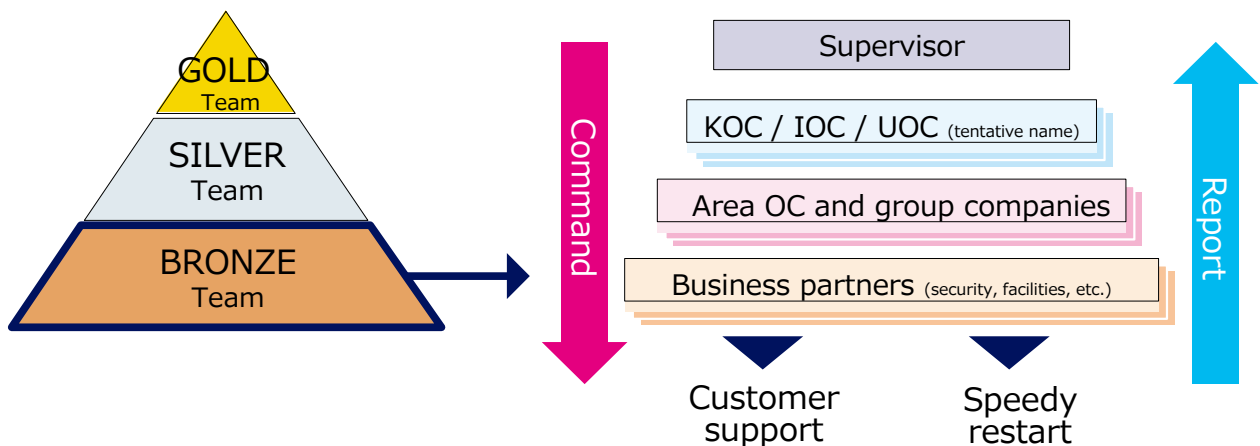 GOLD
Team
SILVER
Team
BRONZE
Team
Command
Supervisor
KOC / IOC / UOC (tentative name)
Area OC and group companies
Business partners (security, facilities, etc.)
Customer
support
Speedy
restart
Report